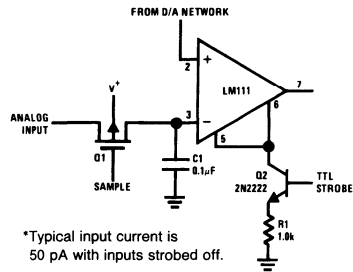 FROM D/A NETWORK
2
+
LM111
7
6
V+
ANALOG
INPUT
3
−
5
Q1
C1
0.1μF
Q2
2N2222
TTL
STROBE
SAMPLE
R1
1.0k
*Typical input current is
50 pA with inputs strobed off.